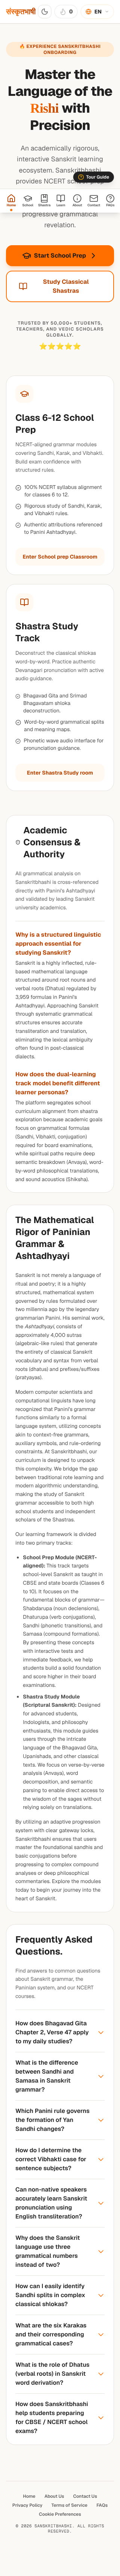 संस्कृतभाषी
0
EN
🔥 EXPERIENCE SANSKRITBHASHI
ONBOARDING
Master the
Language of the
Rishi with
Precision
An academically rigorous,
interactive Sanskrit learning
ecosystem. Sanskritbhashi
provides NCERT school prep
Tour Guide
Home
School
Shastra
Learn
About
Contact
FAQs
progressive grammatical
revelation.
Start School Prep
Study Classical
Shastras
TRUSTED BY 50,000+ STUDENTS,
TEACHERS, AND VEDIC SCHOLARS
GLOBALLY.
Class 6-12 School
Prep
NCERT-aligned grammar modules
covering Sandhi, Karak, and Vibhakti.
Build exam confidence with
structured rules.
100% NCERT syllabus alignment
for classes 6 to 12.
Rigorous study of Sandhi, Karak,
and Vibhakti rules.
Authentic attributions referenced
to Panini Ashtadhyayi.
Enter School prep Classroom
Shastra Study
Track
Deconstruct the classical shlokas
word-by-word. Practice authentic
Devanagari pronunciation with active
audio guidance.
Bhagavad Gita and Srimad
Bhagavatam shloka
deconstruction.
Word-by-word grammatical splits
and meaning maps.
Phonetic wave audio interface for
pronunciation guidance.
Enter Shastra Study room
Academic
Consensus &
Authority
All grammatical analysis on
Sanskritbhashi is cross-referenced
directly with Panini's Ashtadhyayi
and validated by leading Sanskrit
university academics.
Why is a structured linguistic
approach essential for
studying Sanskrit?
Sanskrit is a highly inflected, rule-
based mathematical language
structured around root nouns and
verbal roots (Dhatus) regulated by
3,959 formulas in Panini's
Ashtadhyayi. Approaching Sanskrit
through systematic grammatical
structures ensures accurate
parsing and translation, eliminating
the lexical ambiguity
often found in post-classical
dialects.
How does the dual-learning
track model benefit different
learner personas?
The platform segregates school
curriculum alignment from shastra
exploration because academic goals
focus on grammatical formulas
(Sandhi, Vibhakti, conjugation)
required for board examinations,
while spiritual paths require deep
semantic breakdown (Anvaya), word-
by-word philosophical translations,
and sound acoustics (Shiksha).
The Mathematical
Rigor of Paninian
Grammar &
Ashtadhyayi
Sanskrit is not merely a language of
ritual and poetry; it is a highly
structured, mathematical system
governed by rules codified over
two millennia ago by the legendary
grammarian Panini. His seminal work,
the Ashtadhyayi, consists of
approximately 4,000 sutras
(algebraic-like rules) that generate
the entirety of classical Sanskrit
vocabulary and syntax from verbal
roots (dhatus) and prefixes/suffixes
(pratyayas).
Modern computer scientists and
computational linguists have long
recognized that Panini's grammar
functions similarly to a formal
language system, utilizing concepts
akin to context-free grammars,
auxiliary symbols, and rule-ordering
metrics. At Sanskritbhashi, our
curriculum is designed to unpack
this complexity. We bridge the gap
between traditional rote learning and
modern algorithmic understanding,
making the study of Sanskrit
grammar accessible to both high
school students and independent
scholars of the Shastras.
Our learning framework is divided
into two primary tracks:
• School Prep Module (NCERT-
aligned): This track targets
school-level Sanskrit as taught in
CBSE and state boards (Classes 6
to 10). It focuses on the
fundamental blocks of grammar—
Shabdarupa (noun declensions),
Dhaturupa (verb conjugations),
Sandhi (phonetic transitions), and
Samasa (compound formations).
By presenting these concepts
with interactive tests and
immediate feedback, we help
students build a solid foundation
and score higher in their board
examinations.
• Shastra Study Module
(Scriptural Sanskrit): Designed
for advanced students,
Indologists, and philosophy
enthusiasts, this module guides
users through the intricate
language of the Bhagavad Gita,
Upanishads, and other classical
texts. We focus on verse-by-verse
analysis (Anvaya), word
decomposition, and semantic
parsing to enable direct access to
the wisdom of the sages without
relying solely on translations.
By utilizing an adaptive progression
system with clear gateway locks,
Sanskritbhashi ensures that users
master the foundational sandhis and
basic conjugations before
progressing to complex compound
analyses or deep philosophical
commentaries. Explore the modules
today to begin your journey into the
heart of Sanskrit.
Frequently Asked
Questions.
Find answers to common questions
about Sanskrit grammar, the
Paninian system, and our NCERT
courses.
How does Bhagavad Gita
Chapter 2, Verse 47 apply
to my daily studies?
What is the difference
between Sandhi and
Samasa in Sanskrit
grammar?
Which Panini rule governs
the formation of Yan
Sandhi changes?
How do I determine the
correct Vibhakti case for
sentence subjects?
Can non-native speakers
accurately learn Sanskrit
pronunciation using
English transliteration?
Why does the Sanskrit
language use three
grammatical numbers
instead of two?
How can I easily identify
Sandhi splits in complex
classical shlokas?
What are the six Karakas
and their corresponding
grammatical cases?
What is the role of Dhatus
(verbal roots) in Sanskrit
word derivation?
How does Sanskritbhashi
help students preparing
for CBSE / NCERT school
exams?
Home
About Us
Contact Us
Privacy Policy
Terms of Service
FAQs
Cookie Preferences
© 2026 SANSKRITBHASHI. ALL RIGHTS
RESERVED.